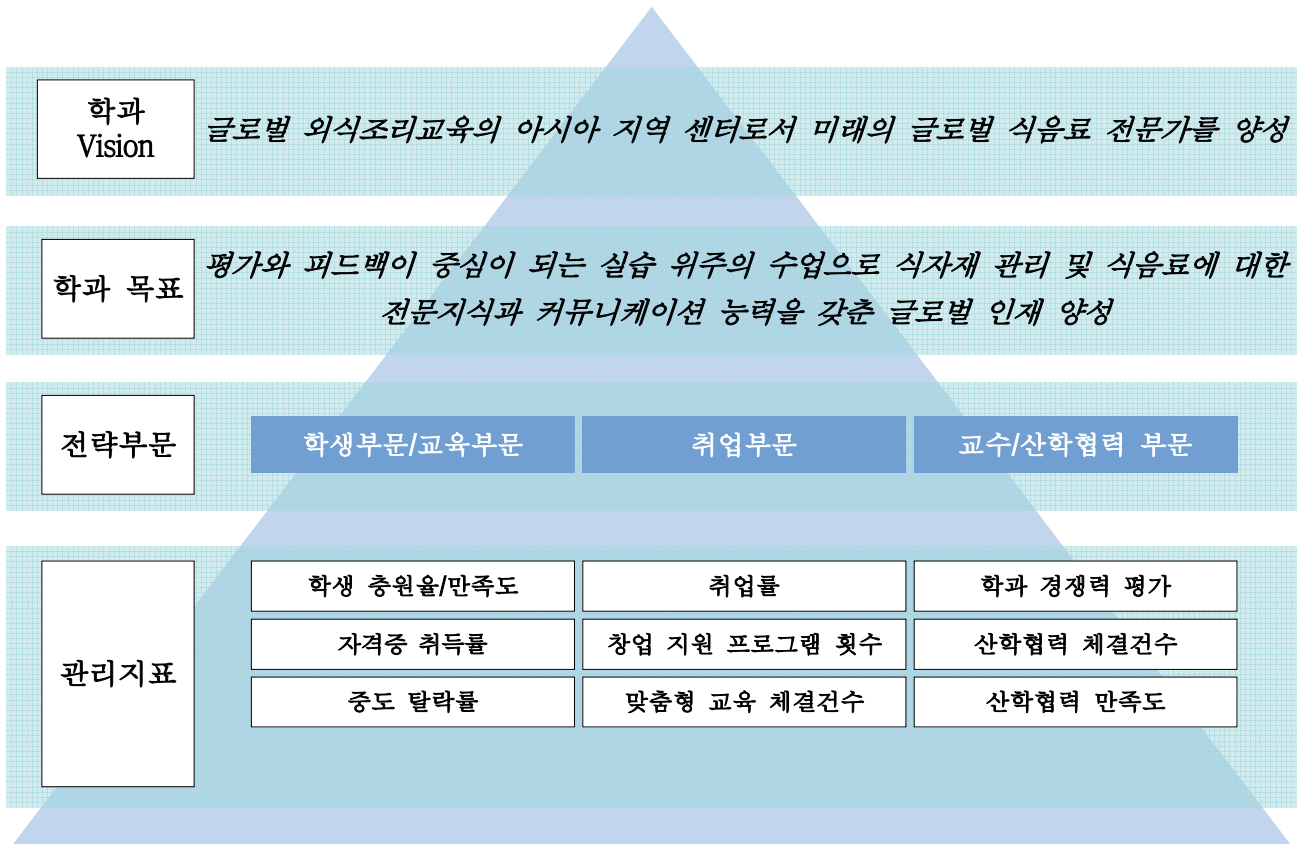 학과
Vision
글로벌 외식조리교육의 아시아 지역 센터로서 미래의 글로벌 식음료 전문가를 양성
학과 목표
평가와 피드백이 중심이 되는 실습 위주의 수업으로 식자재 관리 및 식음료에 대한
전문지식과 커뮤니케이션 능력을 갖춘 글로벌 인재 양성
전략부문
학생부문/교육부문
취업부문
교수/산학협력 부문
관리지표
학생 충원율/만족도
취업률
학과 경쟁력 평가
자격증 취득률
창업 지원 프로그램 횟수
산학협력 체결건수
중도 탈락률
맞춤형 교육 체결건수
산학협력 만족도